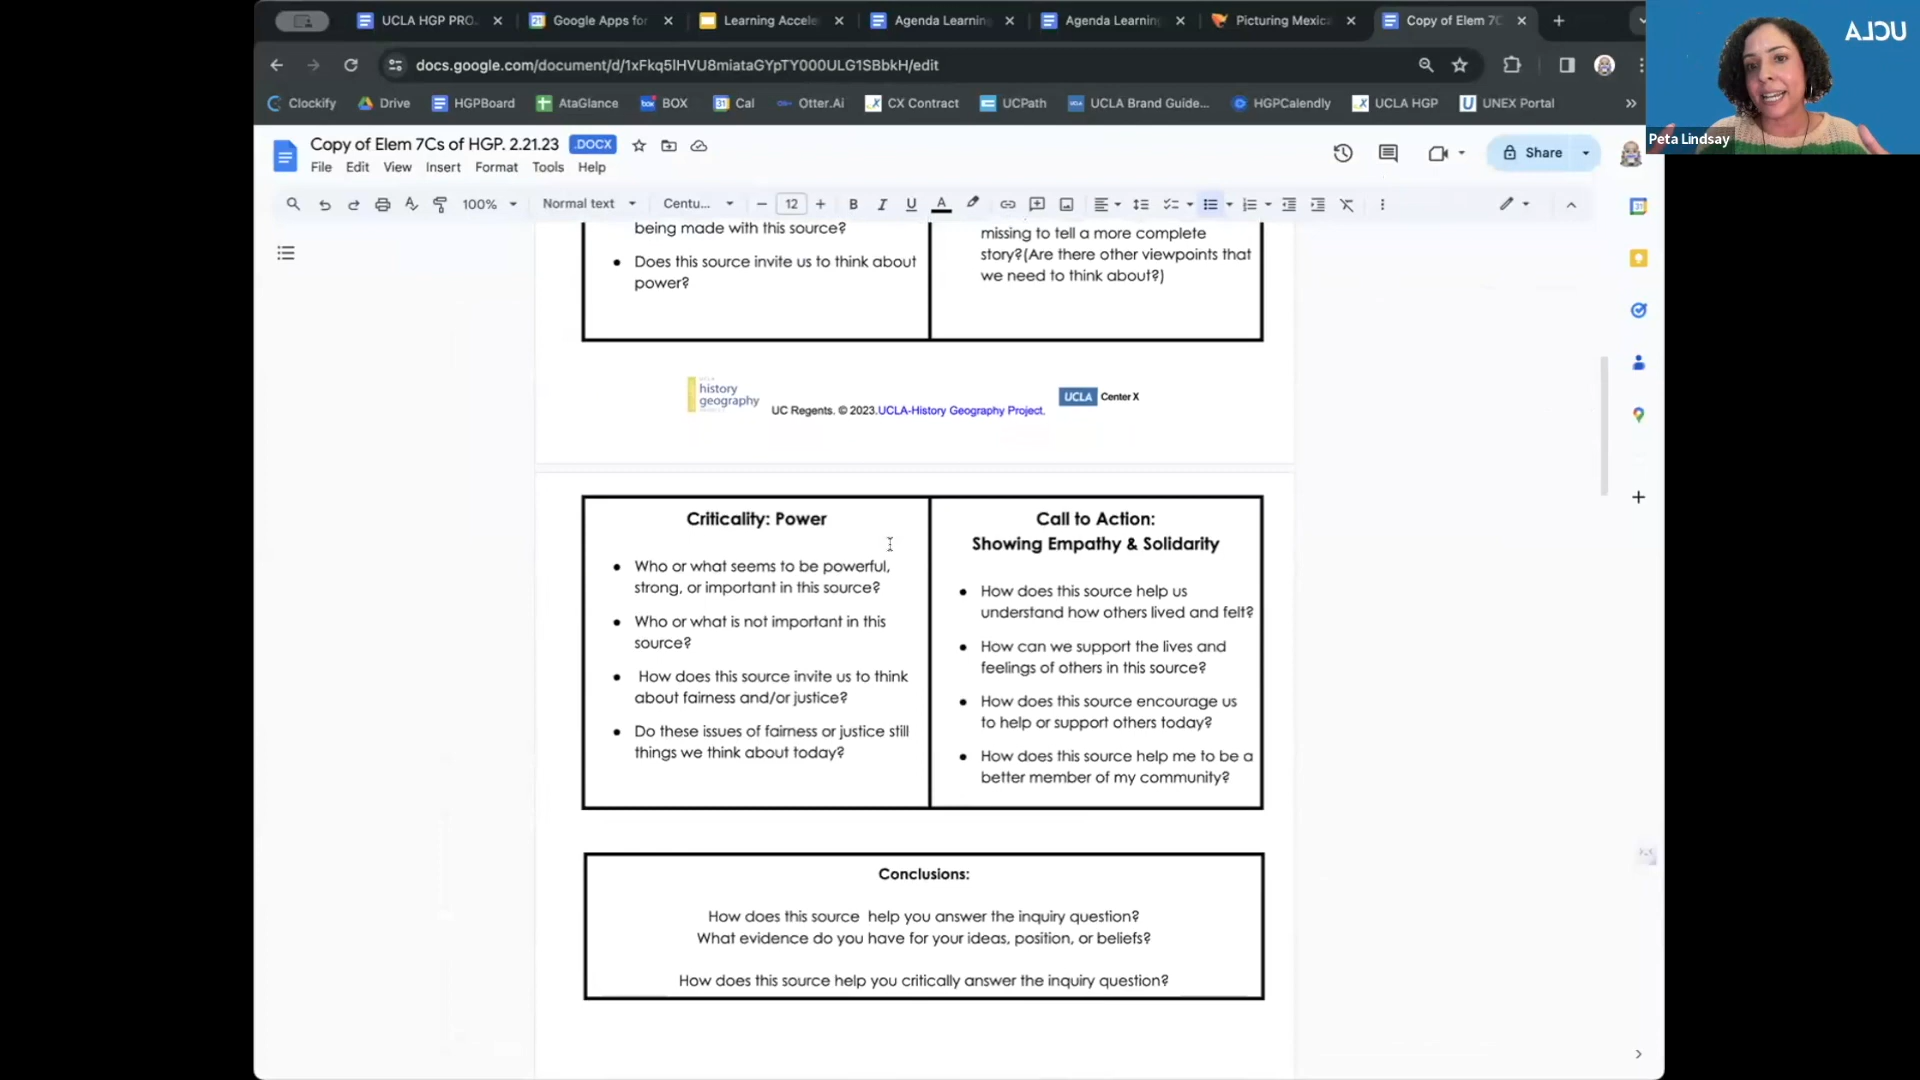 UCLA HGP PRO
Google Apps for
Learning Accele
Agenda Learning
Agenda Learning
Picturing Mexic
Copy of Elem 7C
docs.google.com/document/d/1xFkq5lHVU8miataGYpTY000ULG1SBbkH/edit
Clockify
Drive
HGPBoard
AtaGlance
BOX
Cal
Otter.Ai
CX Contract
UCPath
UCLA Brand Guide...
HGPCalendly
UCLA HGP
UNEX Portal
UCLA
Peta Lindsay
Copy of Elem 7Cs of HGP. 2.21.23 .DOCX
File Edit View Insert Format Tools Help
Share
100% Normal text Centu... 12
being made with this source?
• Does this source invite us to think about
power?
missing to tell a more complete
story?(Are there other viewpoints that
we need to think about?)
history
geography
UC Regents. © 2023.UCLA-History Geography Project.
UCLA Center X
Criticality: Power
• Who or what seems to be powerful,
strong, or important in this source?
• Who or what is not important in this
source?
• How does this source invite us to think
about fairness and/or justice?
• Do these issues of fairness or justice still
things we think about today?
Call to Action:
Showing Empathy & Solidarity
• How does this source help us
understand how others lived and felt?
• How can we support the lives and
feelings of others in this source?
• How does this source encourage us
to help or support others today?
• How does this source help me to be a
better member of my community?
Conclusions:
How does this source help you answer the inquiry question?
What evidence do you have for your ideas, position, or beliefs?
How does this source help you critically answer the inquiry question?